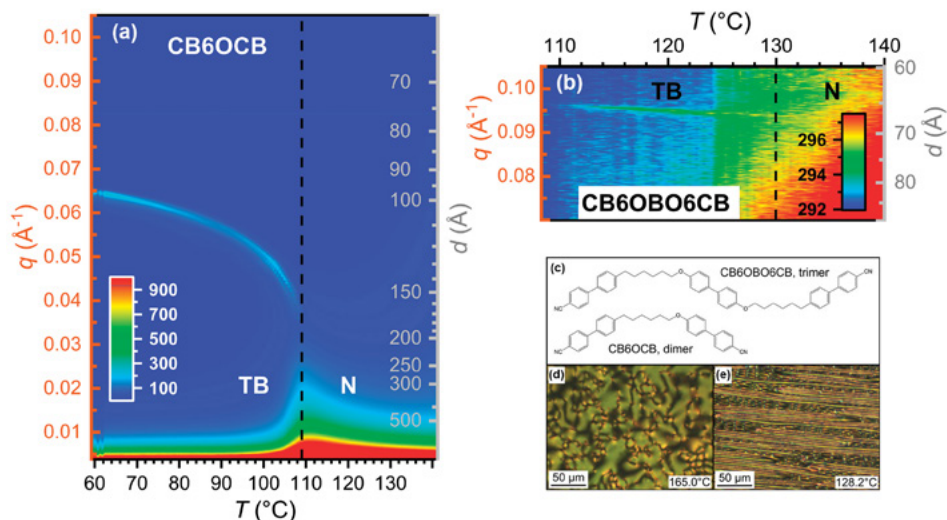 (a)
CB6OCB
q (Å⁻¹)
0.10
0.09
0.08
0.07
0.06
0.05
0.04
0.03
0.02
0.01
70
80
90
100
150
200
250
300
500
d (Å)
900
700
500
300
100
TB
N
60 70 80 90 100 110 120 130
T (°C)
T (°C)
110 120 130 140
(b)
TB
N
q (Å⁻¹)
0.10
0.09
0.08
60
70
80
d (Å)
296
294
292
CB6OBO6CB
(c)
CB6OBO6CB, trimer
CN
NC
O
O
O
CB6OCB, dimer
NC
CN
(d)
50 µm
165.0°C
(e)
50 µm
128.2°C